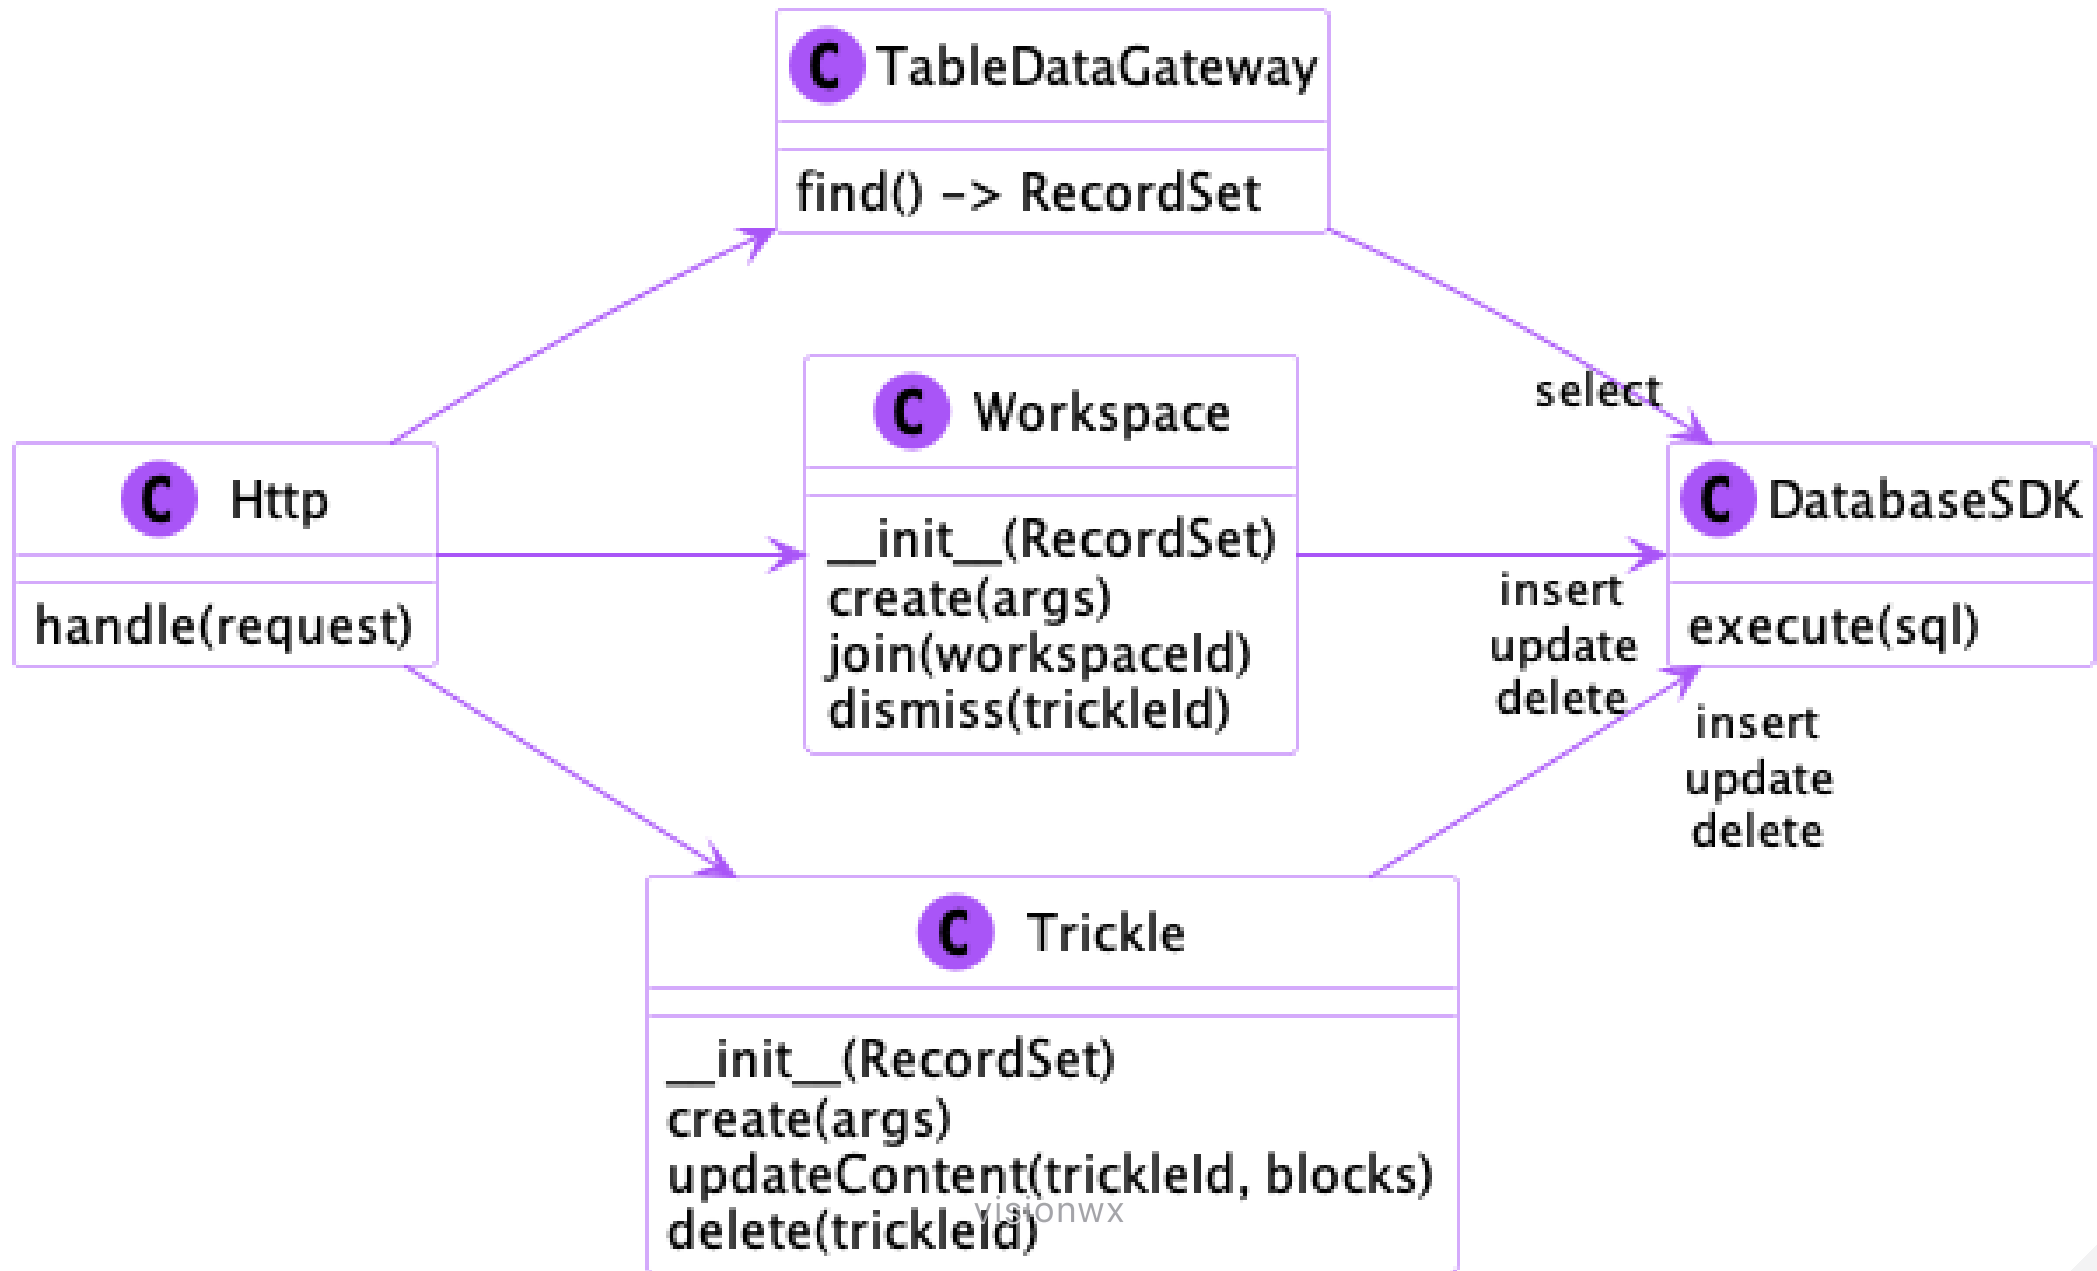 C TableDataGateway
find() -> RecordSet
select
C Workspace
__init__(RecordSet)
create(args)
join(workspaceId)
dismiss(trickleId)
C Http
handle(request)
C DatabaseSDK
execute(sql)
insert
update
delete
insert
update
delete
C Trickle
__init__(RecordSet)
create(args)
updateContent(trickleId, blocks)
delete(trickleId)
visionwx